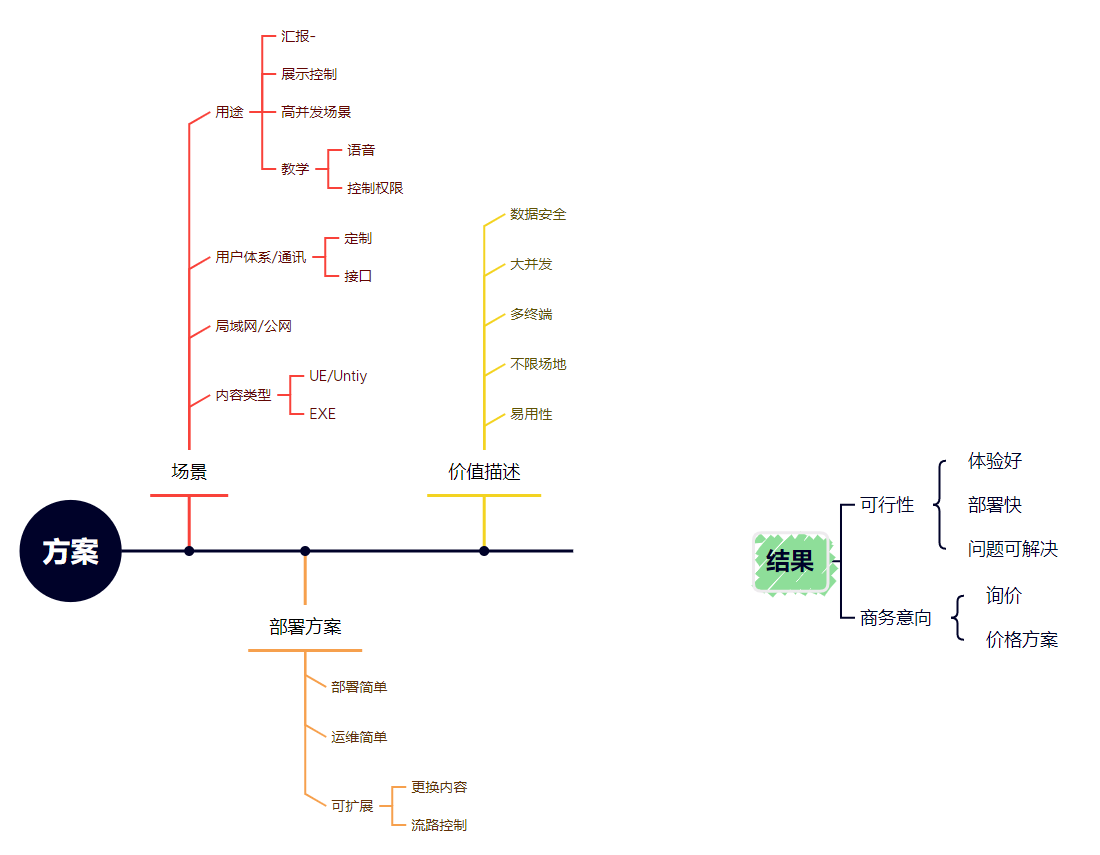 汇报-
展示控制
用途
高并发场景
语音
教学
控制权限
用户体系/通讯
定制
接口
局域网/公网
内容类型
UE/Untiy
EXE
场景
数据安全
大并发
多终端
不限场地
易用性
价值描述
方案
部署方案
部署简单
运维简单
可扩展
更换内容
流路控制
结果
可行性
体验好
部署快
问题可解决
商务意向
询价
价格方案